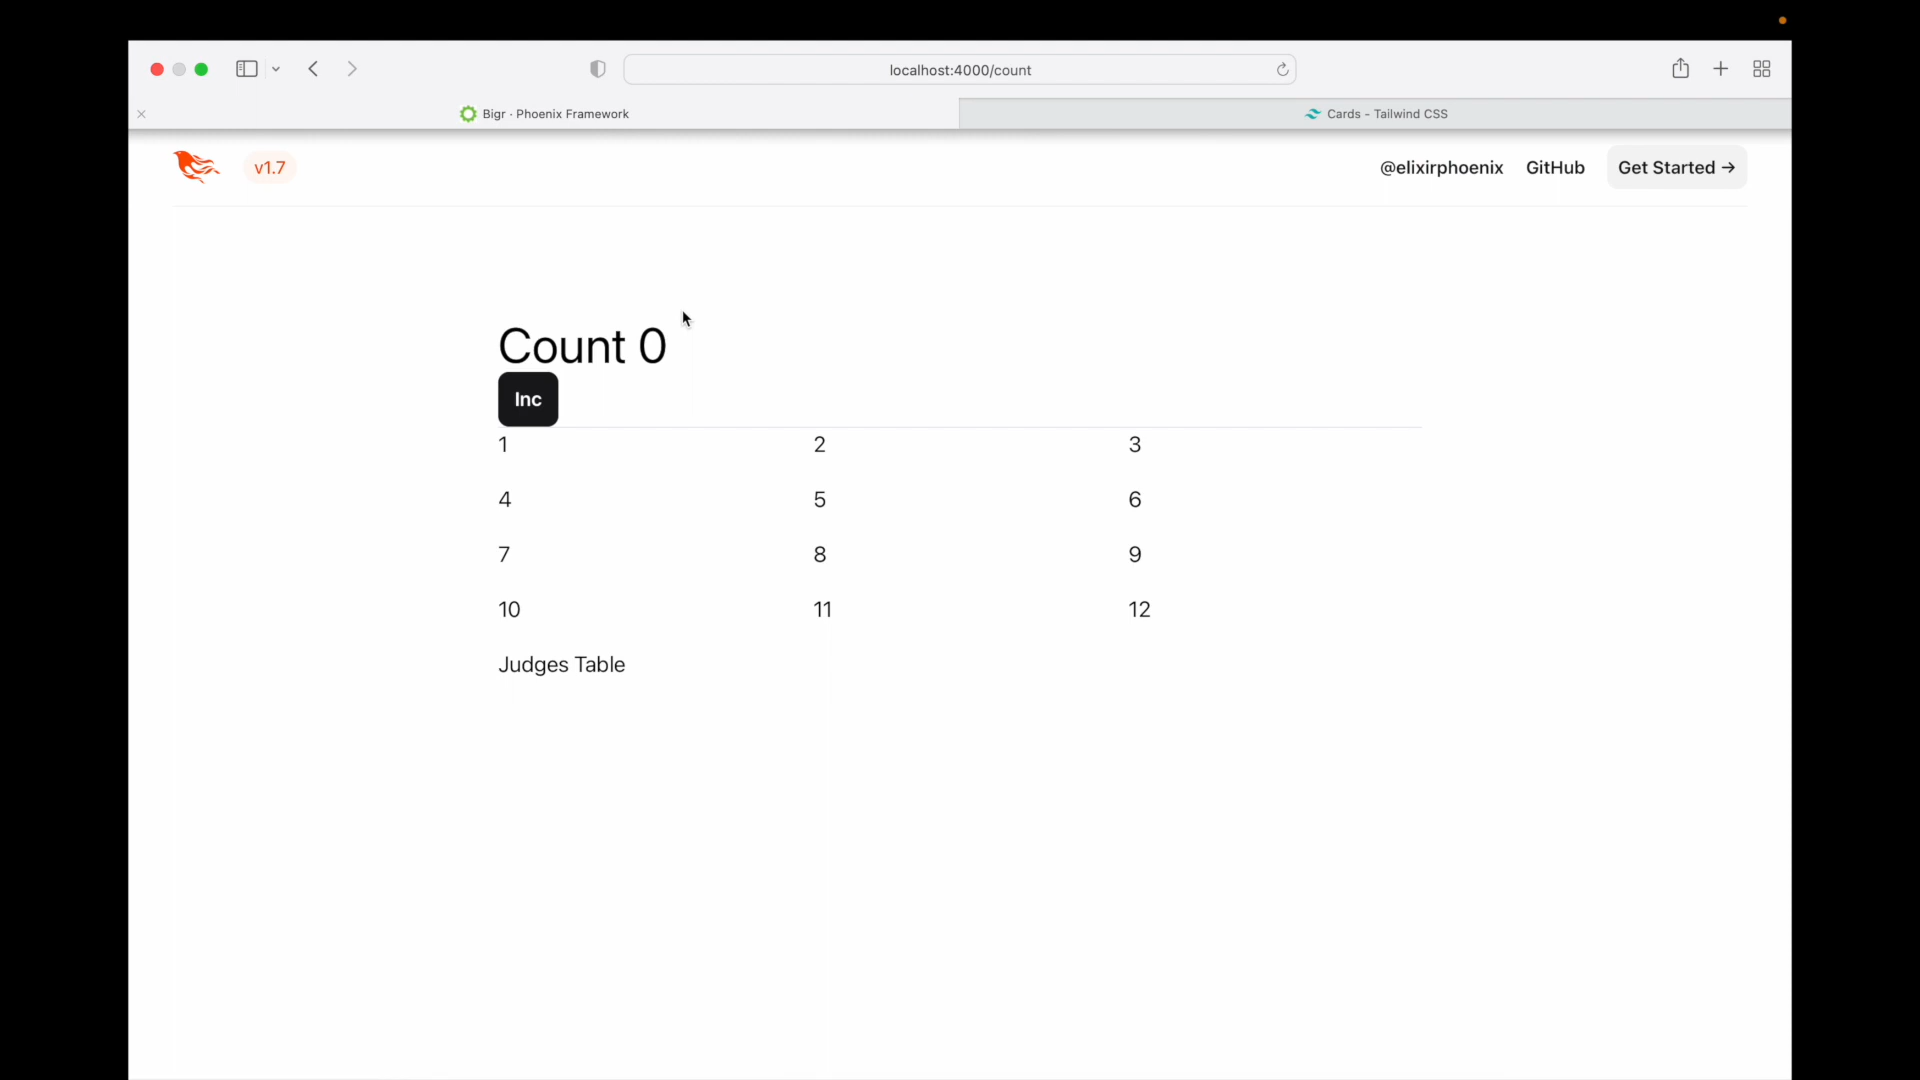 localhost:4000/count
Bigr · Phoenix Framework
Cards - Tailwind CSS
v1.7
@elixirphoenix GitHub Get Started →
Count 0
Inc
1 2 3
4 5 6
7 8 9
10 11 12
Judges Table